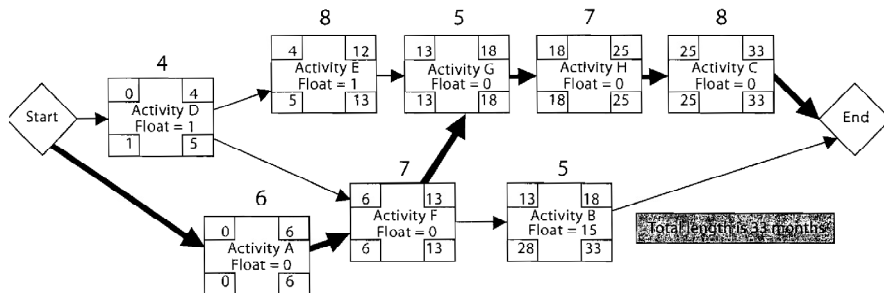 8 5 7 8
4
4 12 13 18 18 25 25 33
Activity E Activity G Activity H Activity C
Float = 1 Float = 0 Float = 0 Float = 0
5 13 13 18 18 25 25 33
0 4
Start Activity D End
Float = 1
1 5
7 5
6
6 13 13 18
Activity F Activity B
Float = 0 Float = 15
6 13 28 33
0 6
Activity A
Float = 0
0 6
Total length is 33 months